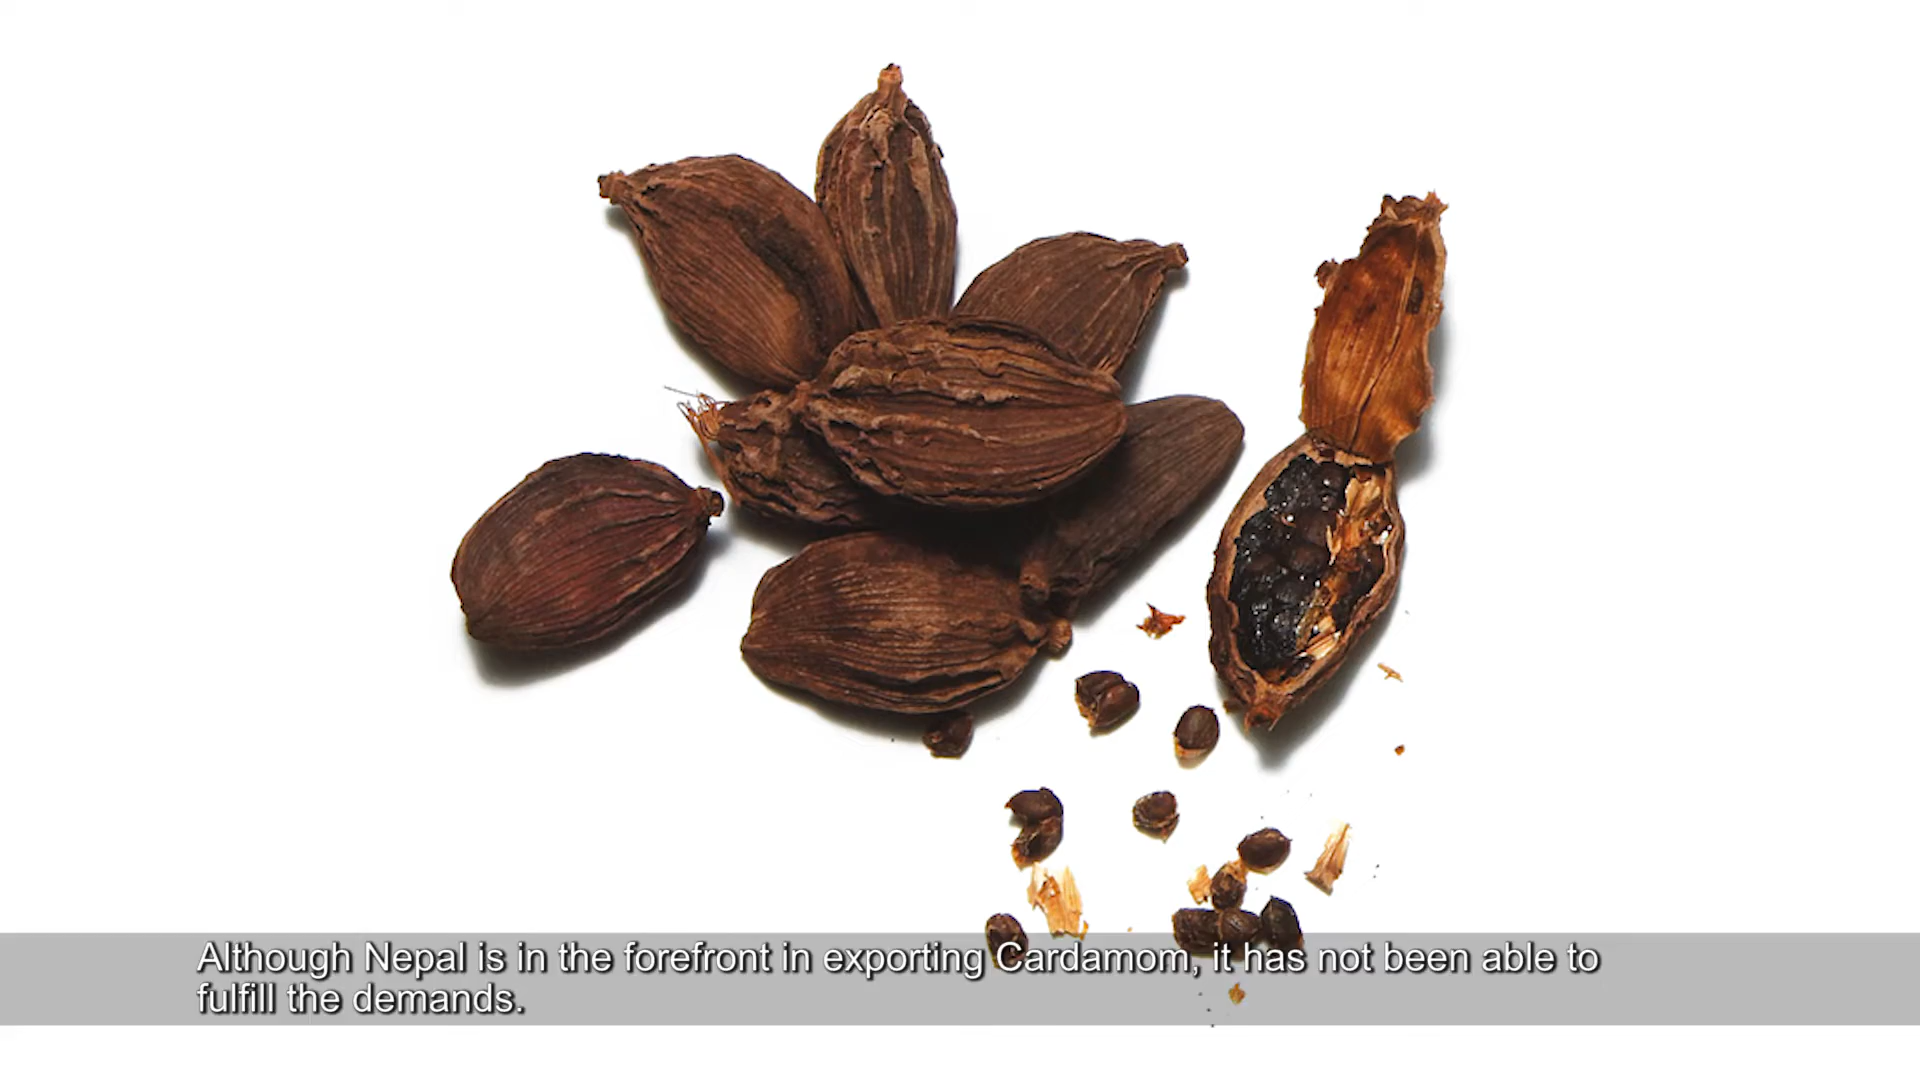 Although Nepal is in the forefront in exporting Cardamom, it has not been able to
fulfill the demands.